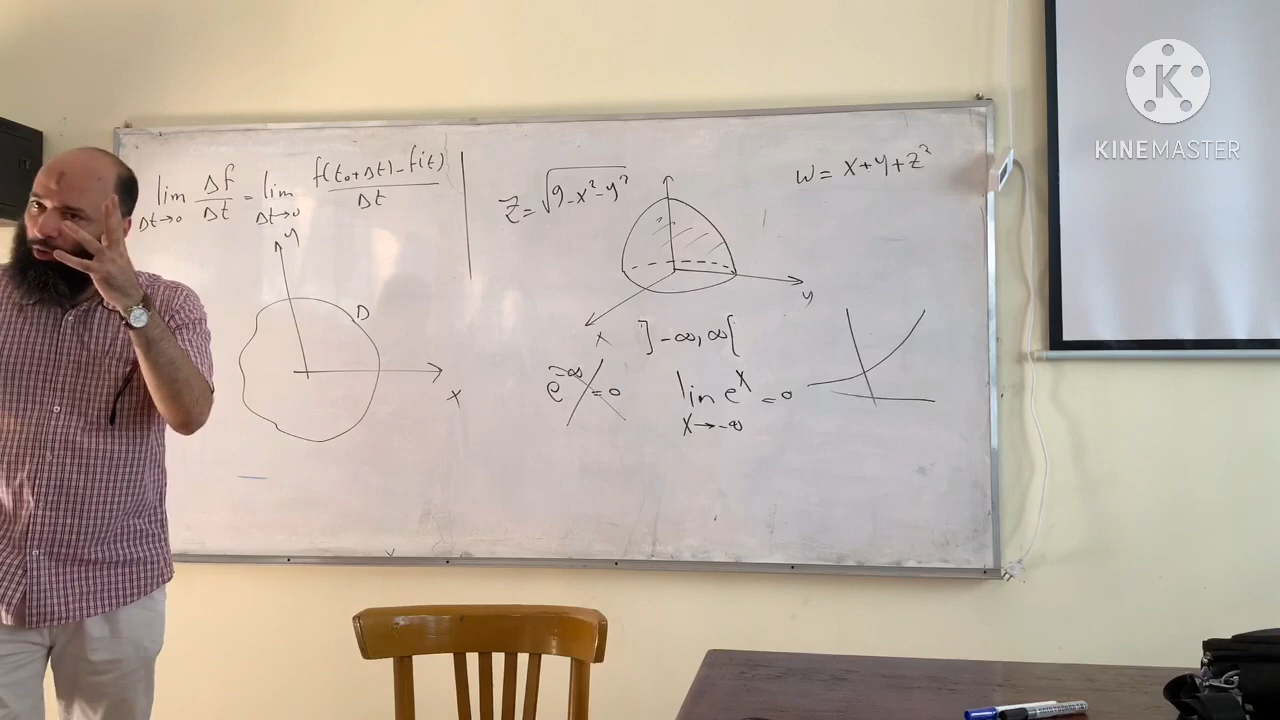 lim Δf/Δt = lim f(t₀+Δt)-f(t)/Δt
Δt→0 Δt→0
y
D
x
Z=√9-x²-y²
y
x
w=x+y+z²
]-∞,∞[
e^-∞=0
lim e^x=0
x→-∞
K
KINEMASTER